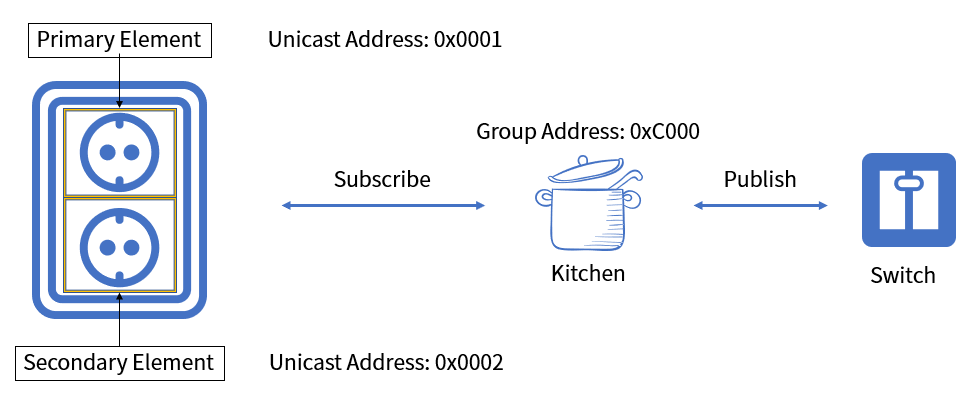 Primary Element
Unicast Address: 0x0001
Group Address: 0xC000
Subscribe
Publish
Kitchen
Switch
Secondary Element
Unicast Address: 0x0002